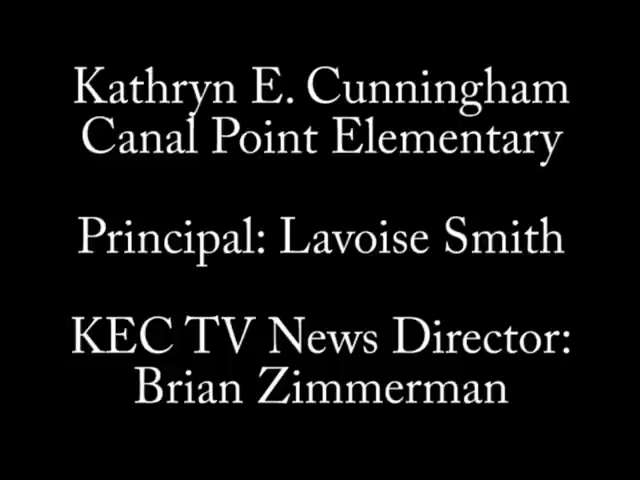 Kathryn E. Cunningham
Canal Point Elementary
Principal: Lavoise Smith
KEC TV News Director:
Brian Zimmerman